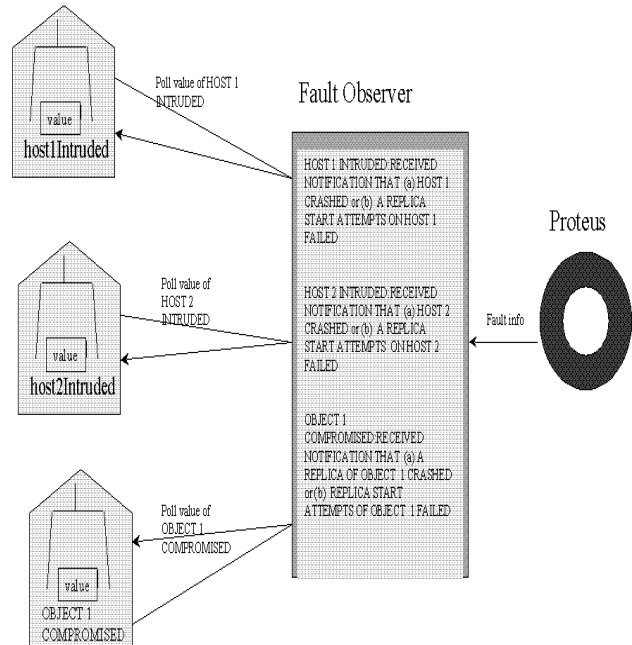 Fault Observer
Proteus
Poll value of HOST 1
INTRUDED
value
host1Intruded
HOST 1 INTRUDED:RECEIVED
NOTIFICATION THAT (a) HOST 1
CRASHED or (b) A REPLICA
START ATTEMPTS ON HOST 1
FAILED
Poll value of
HOST 2
INTRUDED
value
host2Intruded
HOST 2 INTRUDED:RECEIVED
NOTIFICATION THAT (a) HOST 2
CRASHED or (b) A REPLICA
START ATTEMPTS ON HOST 2
FAILED
Fault info
Poll value of
OBJECT 1
COMPROMISED
value
OBJECT 1
COMPROMISED
OBJECT 1
COMPROMISED:RECEIVED
NOTIFICATION THAT (a) A
REPLICA OF OBJECT 1 CRASHED
or (b) REPLICA START
ATTEMPTS OF OBJECT 1 FAILED